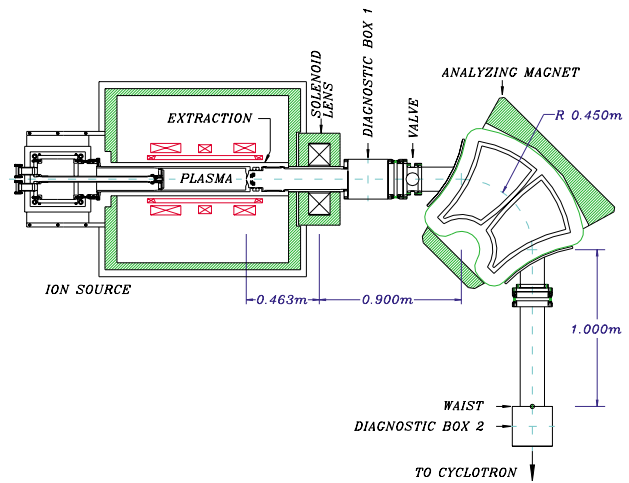 SOLENOID
LENS
DIAGNOSTIC BOX 1
VALVE
ANALYZING MAGNET
R 0.450m
EXTRACTION
PLASMA
ION SOURCE
0.463m
0.900m
1.000m
WAIST
DIAGNOSTIC BOX 2
TO CYCLOTRON